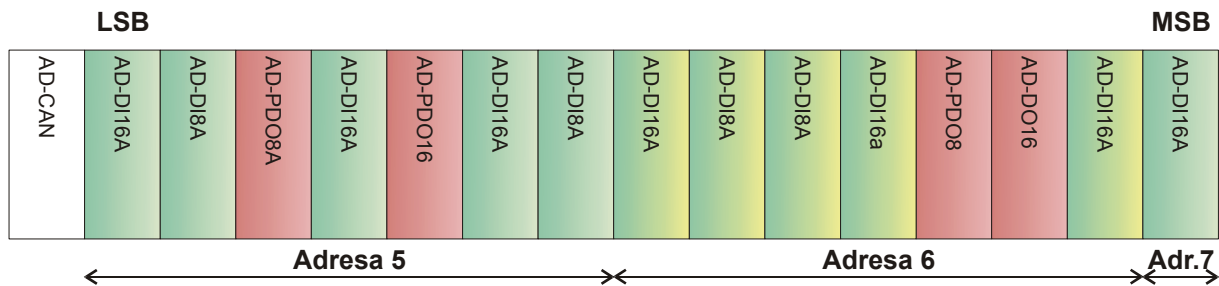 LSB
MSB
AD-CAN
AD-DI16A
AD-DI8A
AD-PDO8A
AD-DI16A
AD-PDO16
AD-DI16A
AD-DI8A
AD-DI16A
AD-DI8A
AD-DI8A
AD-DI16a
AD-PDO8
AD-DO16
AD-DI16A
AD-DI16A
Adresa 5
Adresa 6
Adr.7